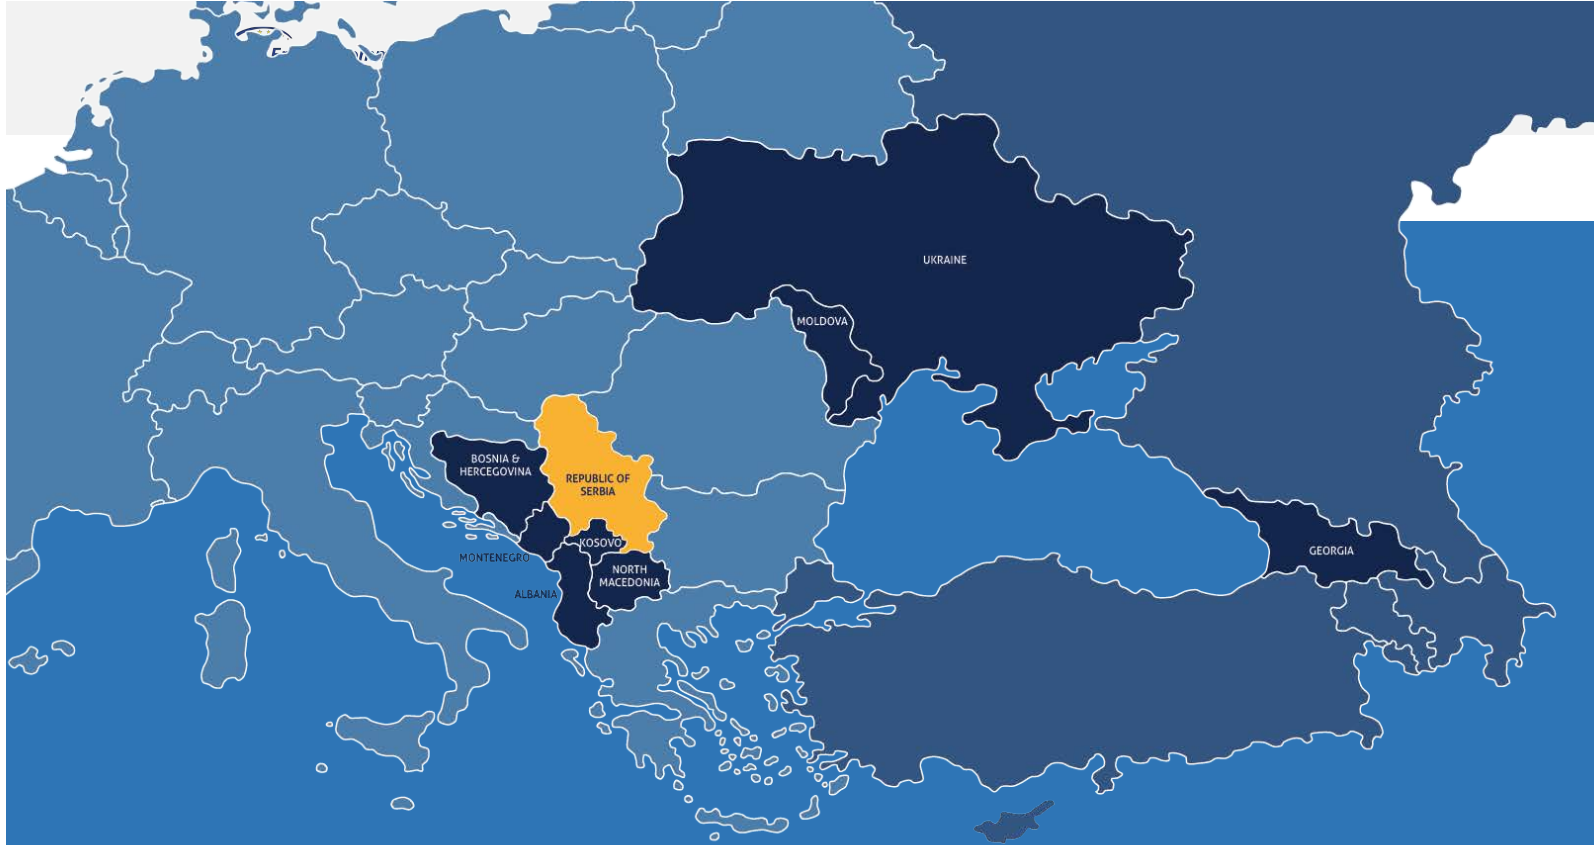 UKRAINE
MOLDOVA
BOSNIA &
HERCEGOVINA
REPUBLIC OF
SERBIA
KOSOVO
MONTENEGRO
GEORGIA
NORTH
MACEDONIA
ALBANIA